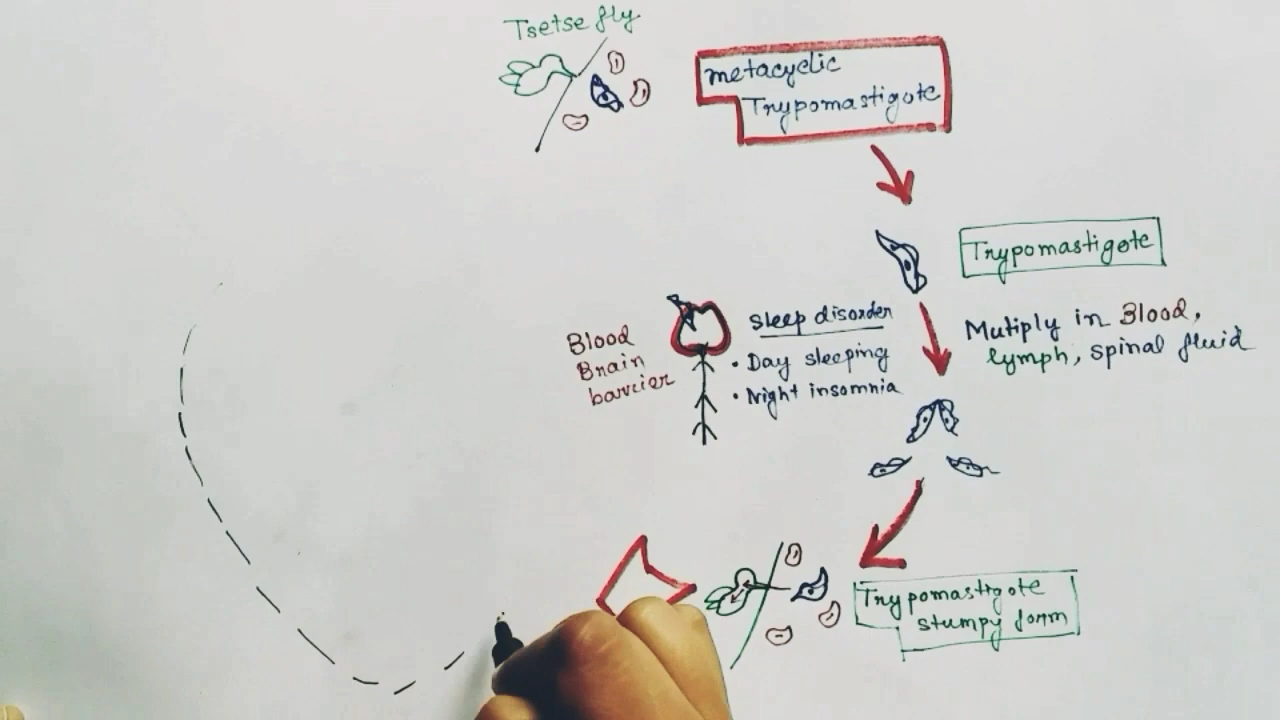 Tsetse fly
metacyclic
Trypomastigote
Trypomastigote
Mutiply in Blood,
lymph, spinal fluid
Blood
Brain
barrier
Sleep disorder
• Day sleeping
• Night insomnia
Trypomastigote
stumpy form